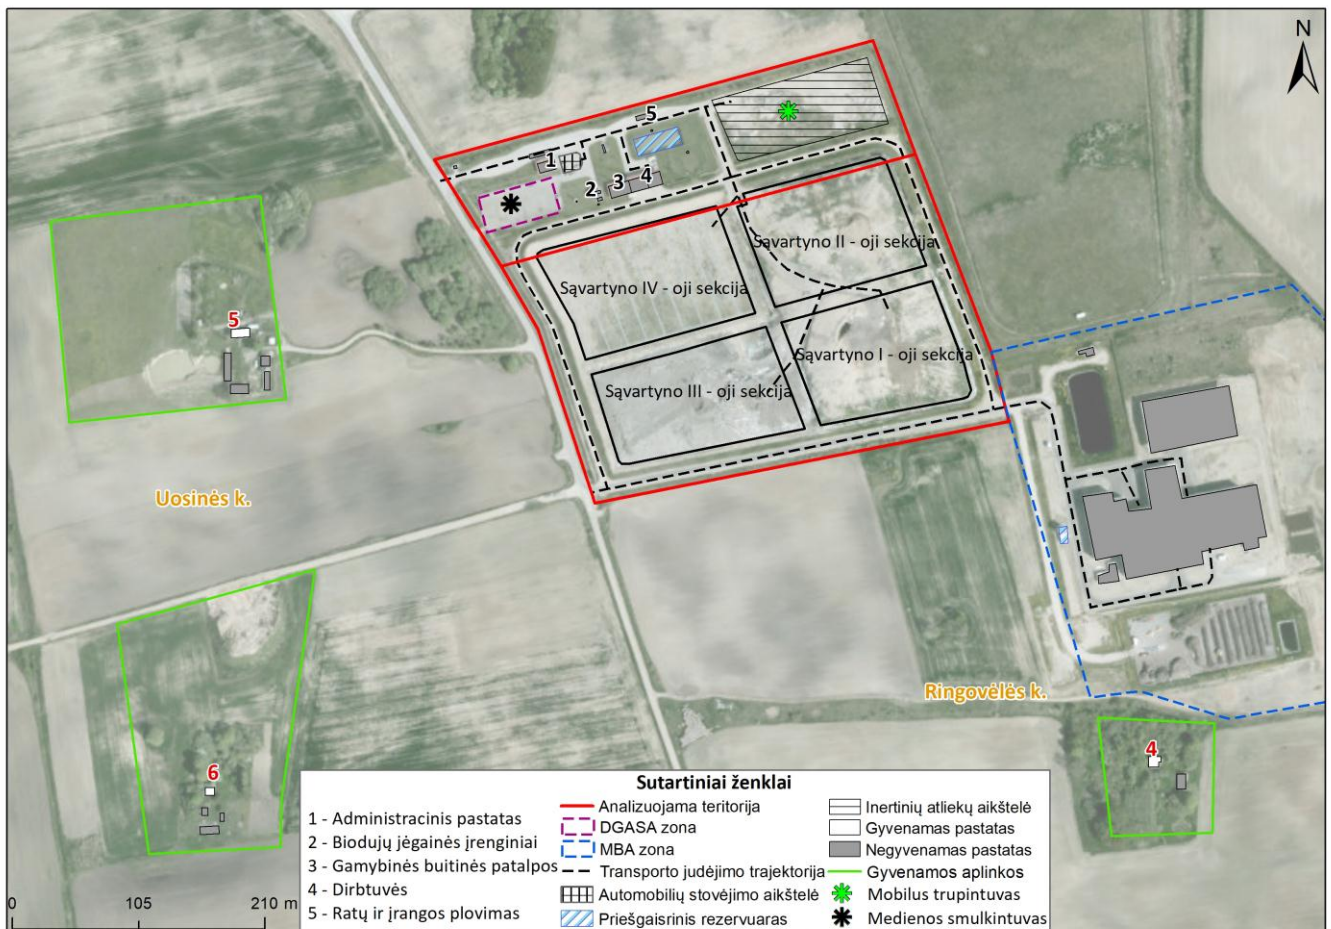 N
5
1
2
3
4
Sąvartyno II - oji sekcija
Sąvartyno IV - oji sekcija
5
Sąvartyno I - oji sekcija
Sąvartyno III - oji sekcija
Uosinės k.
Ringovėlės k.
4
6
Sutartiniai ženklai
1 - Administracinis pastatas
2 - Biodujų jėgainės įrenginiai
3 - Gamybinės buitinės patalpos
4 - Dirbtuvės
5 - Ratų ir įrangos plovimas
Analizuojama teritorija
DGASA zona
MBA zona
Transporto judėjimo trajektorija
Automobilių stovėjimo aikštelė
Priešgaisrinis rezervuaras
Inertinių atliekų aikštelė
Gyvenamas pastatas
Negyvenamas pastatas
Gyvenamos aplinkos
Mobilus trupintuvas
Medienos smulkintuvas
0 105 210 m